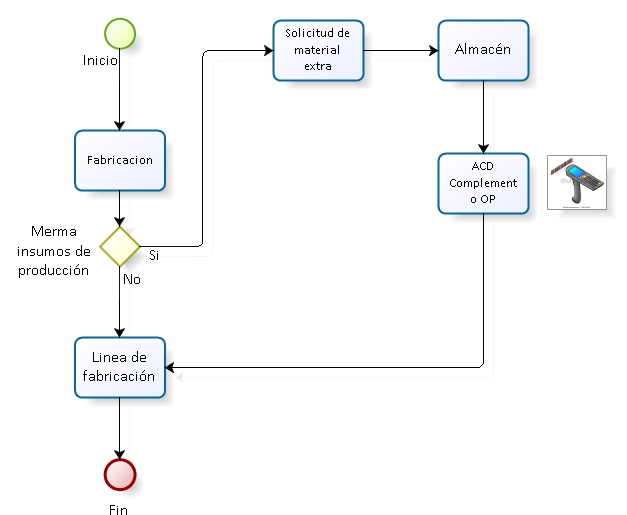 Inicio
Solicitud de
material
extra
Almacén
Fabricacion
ACD
Complement
o OP
Merma
insumos de
producción
Si
No
Linea de
fabricación
Fin